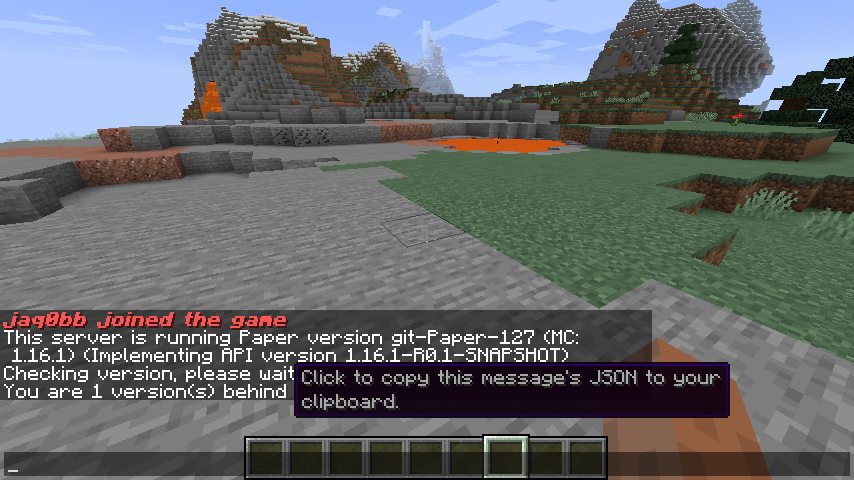 jaq0bb joined the game
This server is running Paper version git-Paper-127 (MC:
1.16.1) (Implementing API version 1.16.1-R0.1-SNAPSHOT)
Checking version, please wait
You are 1 version(s) behind
Click to copy this message's JSON to your
clipboard.
_